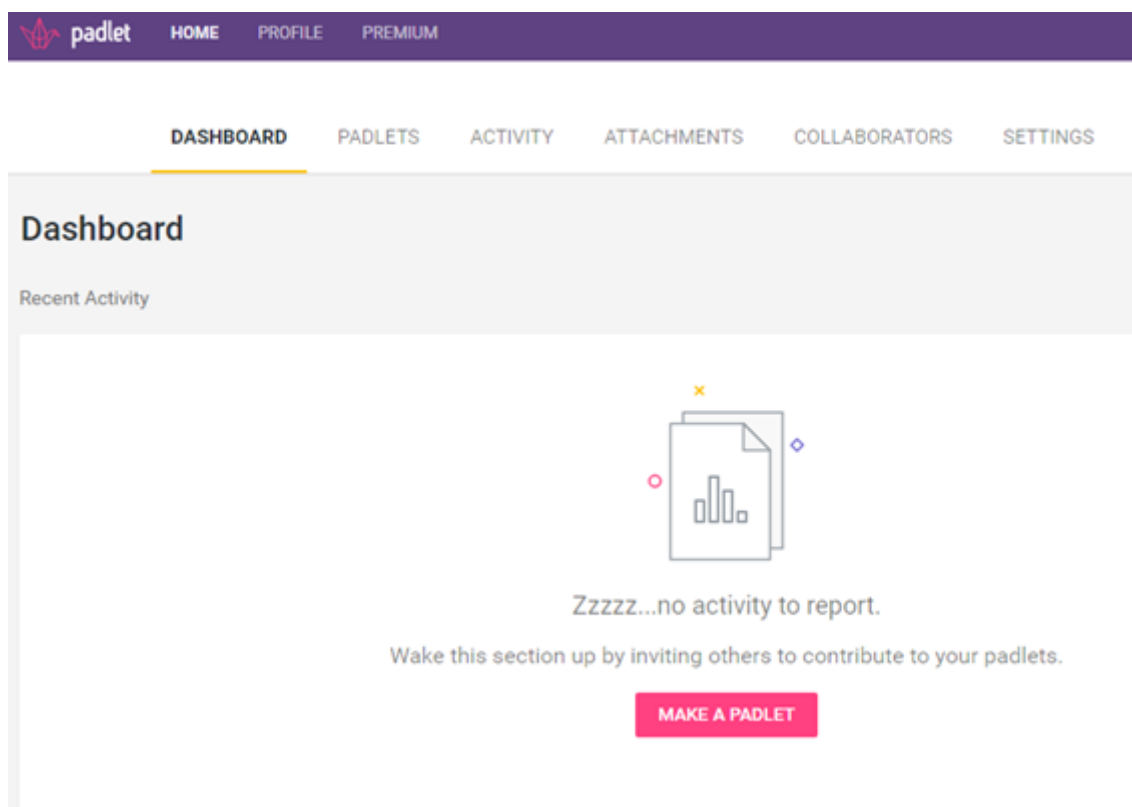 padlet HOME PROFILE PREMIUM
DASHBOARD PADLETS ACTIVITY ATTACHMENTS COLLABORATORS SETTINGS
Dashboard
Recent Activity
Zzzzz...no activity to report.
Wake this section up by inviting others to contribute to your padlets.
MAKE A PADLET